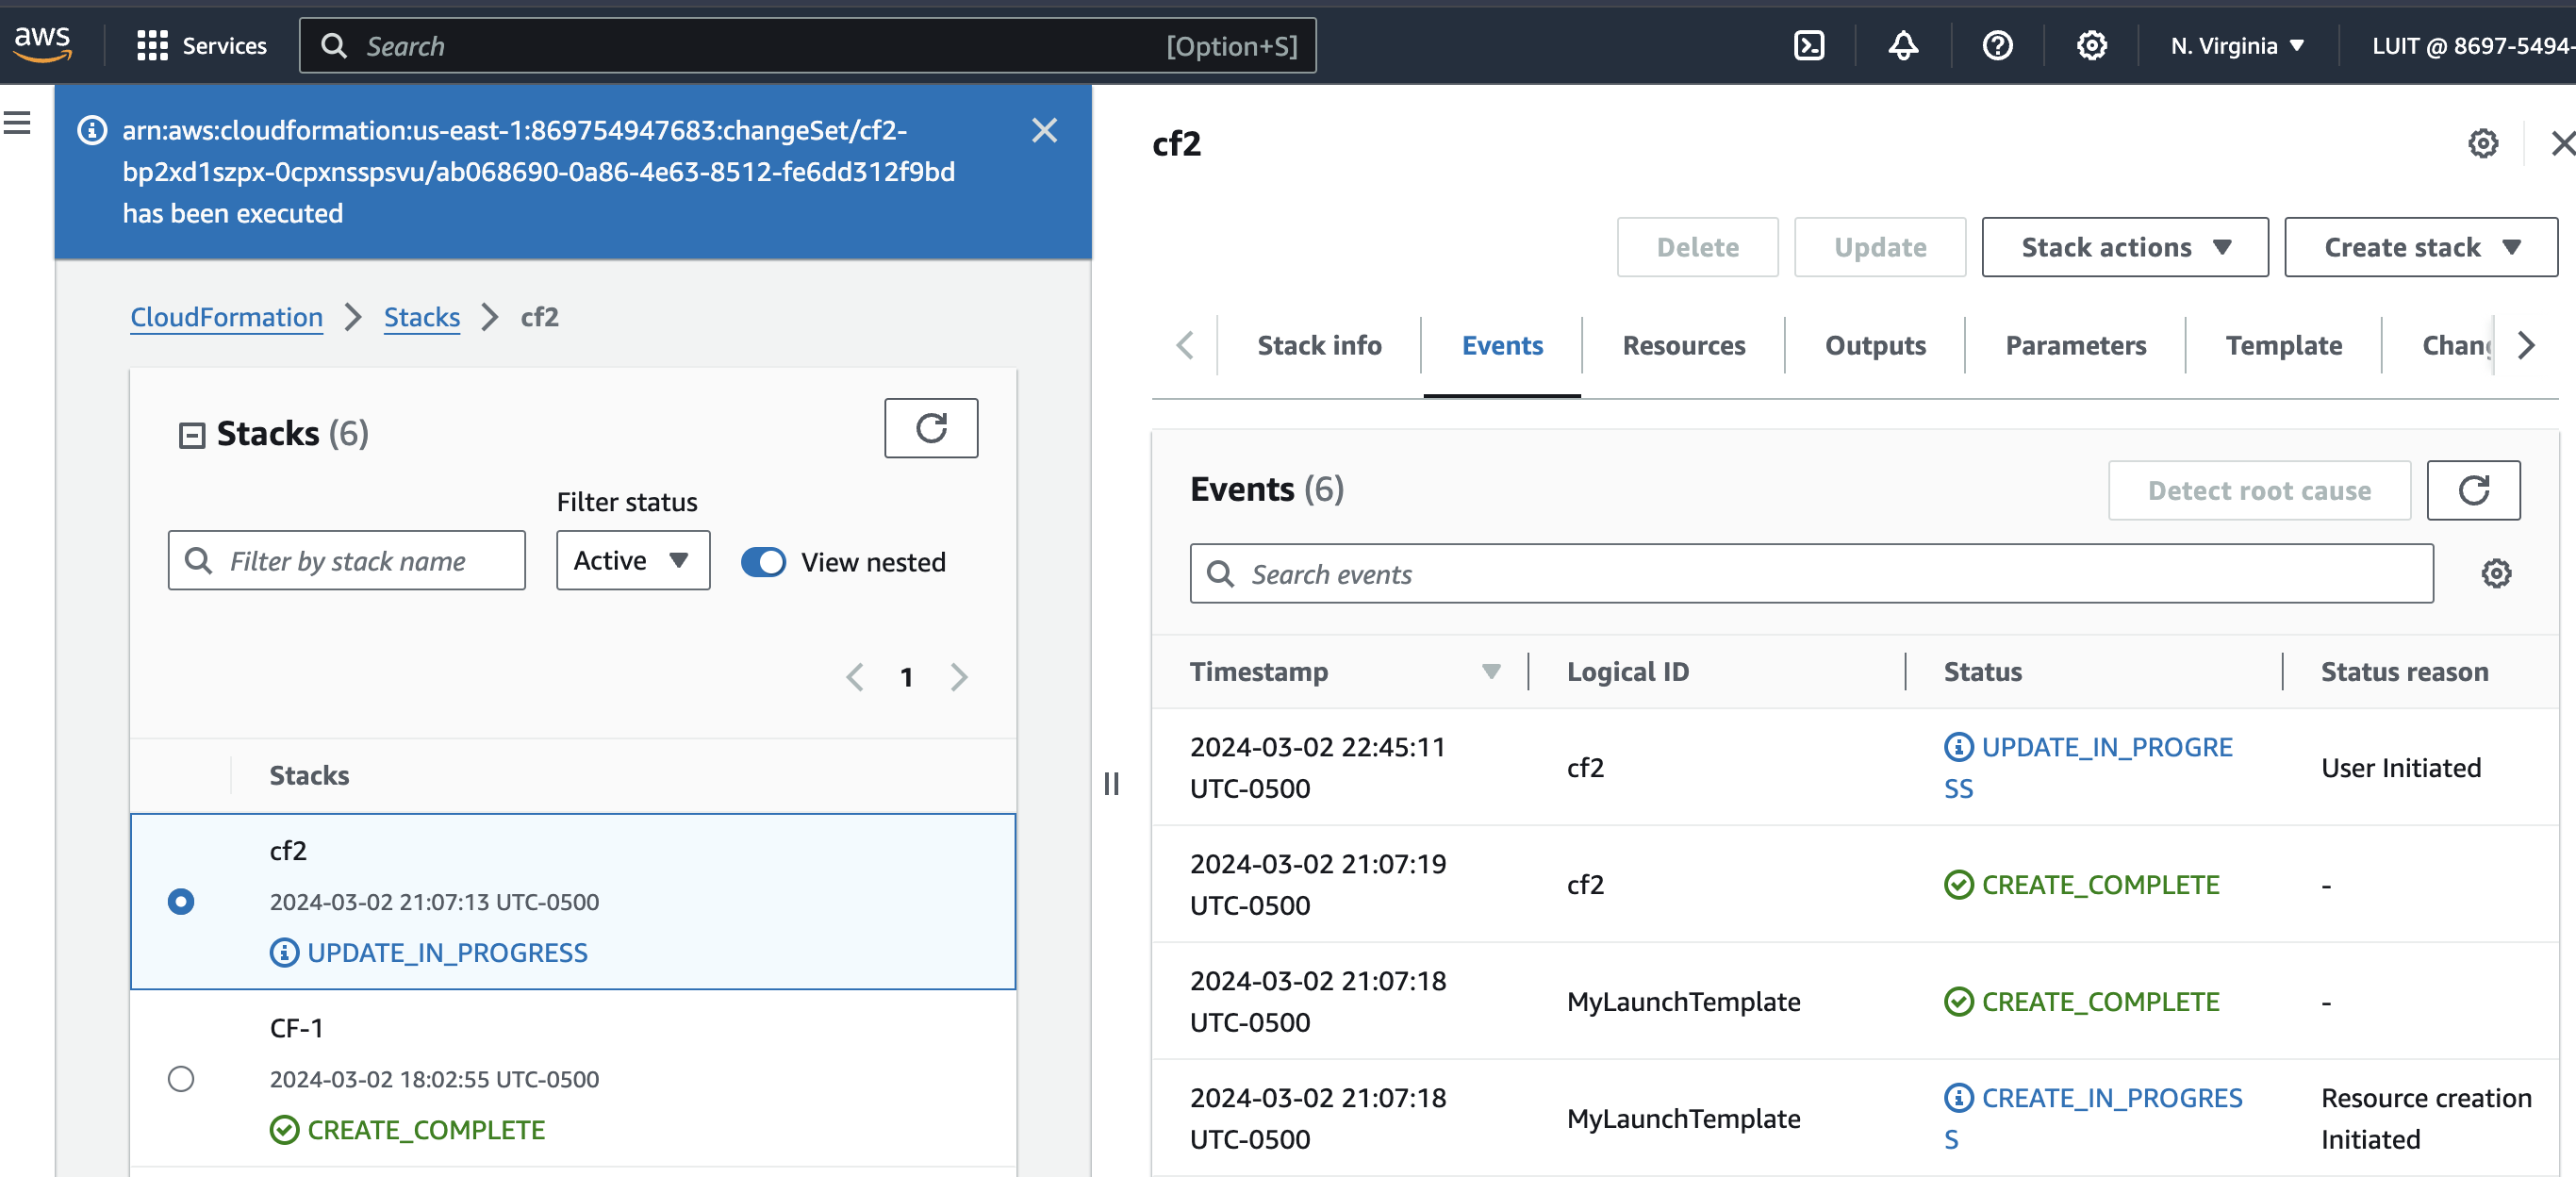 aws
Services
Search
[Option+S]
N. Virginia
LUIT @ 8697-5494-
arn:aws:cloudformation:us-east-1:869754947683:changeSet/cf2-
bp2xd1szpx-0cpxnsspsvu/ab068690-0a86-4e63-8512-fe6dd312f9bd
has been executed
CloudFormation
Stacks
cf2
Stacks (6)
Filter status
Filter by stack name
Active
View nested
1
Stacks
cf2
2024-03-02 21:07:13 UTC-0500
UPDATE_IN_PROGRESS
CF-1
2024-03-02 18:02:55 UTC-0500
CREATE_COMPLETE
cf2
Delete
Update
Stack actions
Create stack
Stack info
Events
Resources
Outputs
Parameters
Template
Chang
Events (6)
Detect root cause
Search events
Timestamp
Logical ID
Status
Status reason
2024-03-02 22:45:11
UTC-0500
cf2
UPDATE_IN_PROGRE
SS
User Initiated
2024-03-02 21:07:19
UTC-0500
cf2
CREATE_COMPLETE
-
2024-03-02 21:07:18
UTC-0500
MyLaunchTemplate
CREATE_COMPLETE
-
2024-03-02 21:07:18
UTC-0500
MyLaunchTemplate
CREATE_IN_PROGRES
S
Resource creation
Initiated